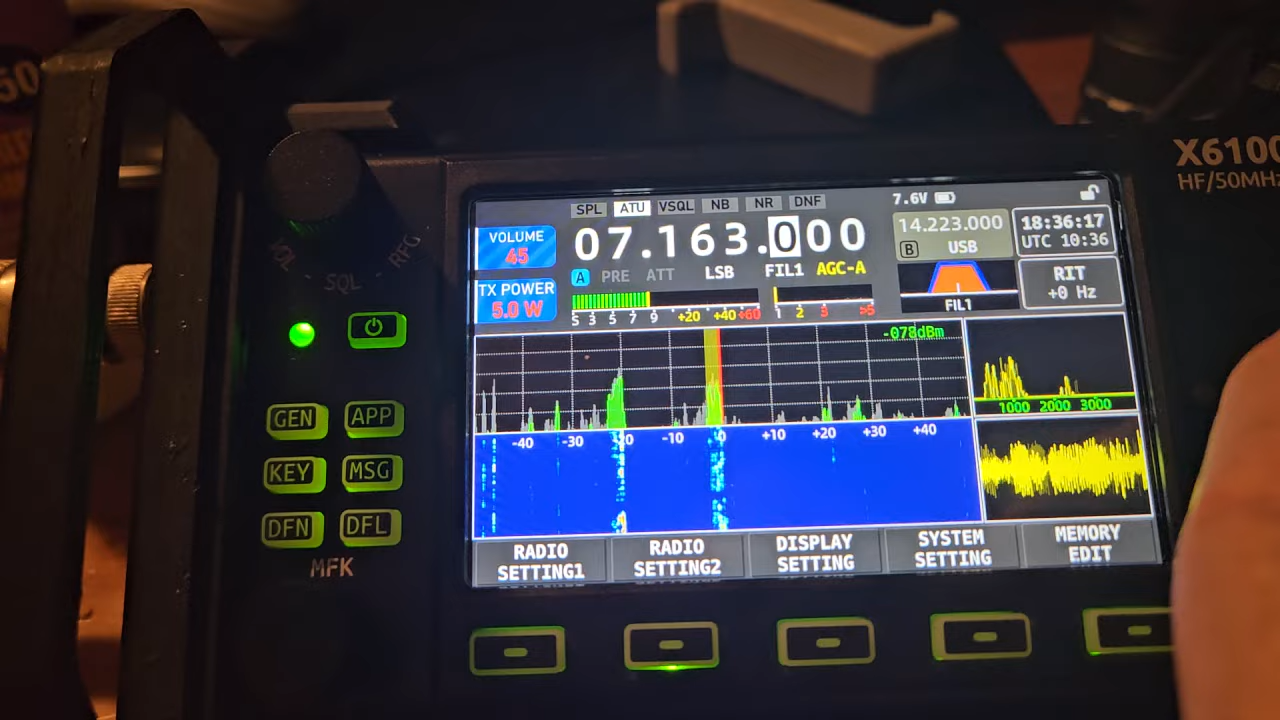 50
X6100
HF/50MHz
SPL ATU VSQL NB NR DNF
7.6V
VOLUME
45
07.163.000
14.223.000
B USB
18:36:17
UTC 10:36
A PRE ATT LSB FIL1 AGC-A
TX POWER
5.0 W
S 3 5 7 9 +20 +40 +60 1 2 3 >5
FIL1
RIT
+0 Hz
-078dBm
1000 2000 3000
-40 -30 -20 -10 0 +10 +20 +30 +40
VOL - SQL - RFG
GEN APP
KEY MSG
DFN DFL
MFK
RADIO SETTING1
RADIO SETTING2
DISPLAY SETTING
SYSTEM SETTING
MEMORY EDIT